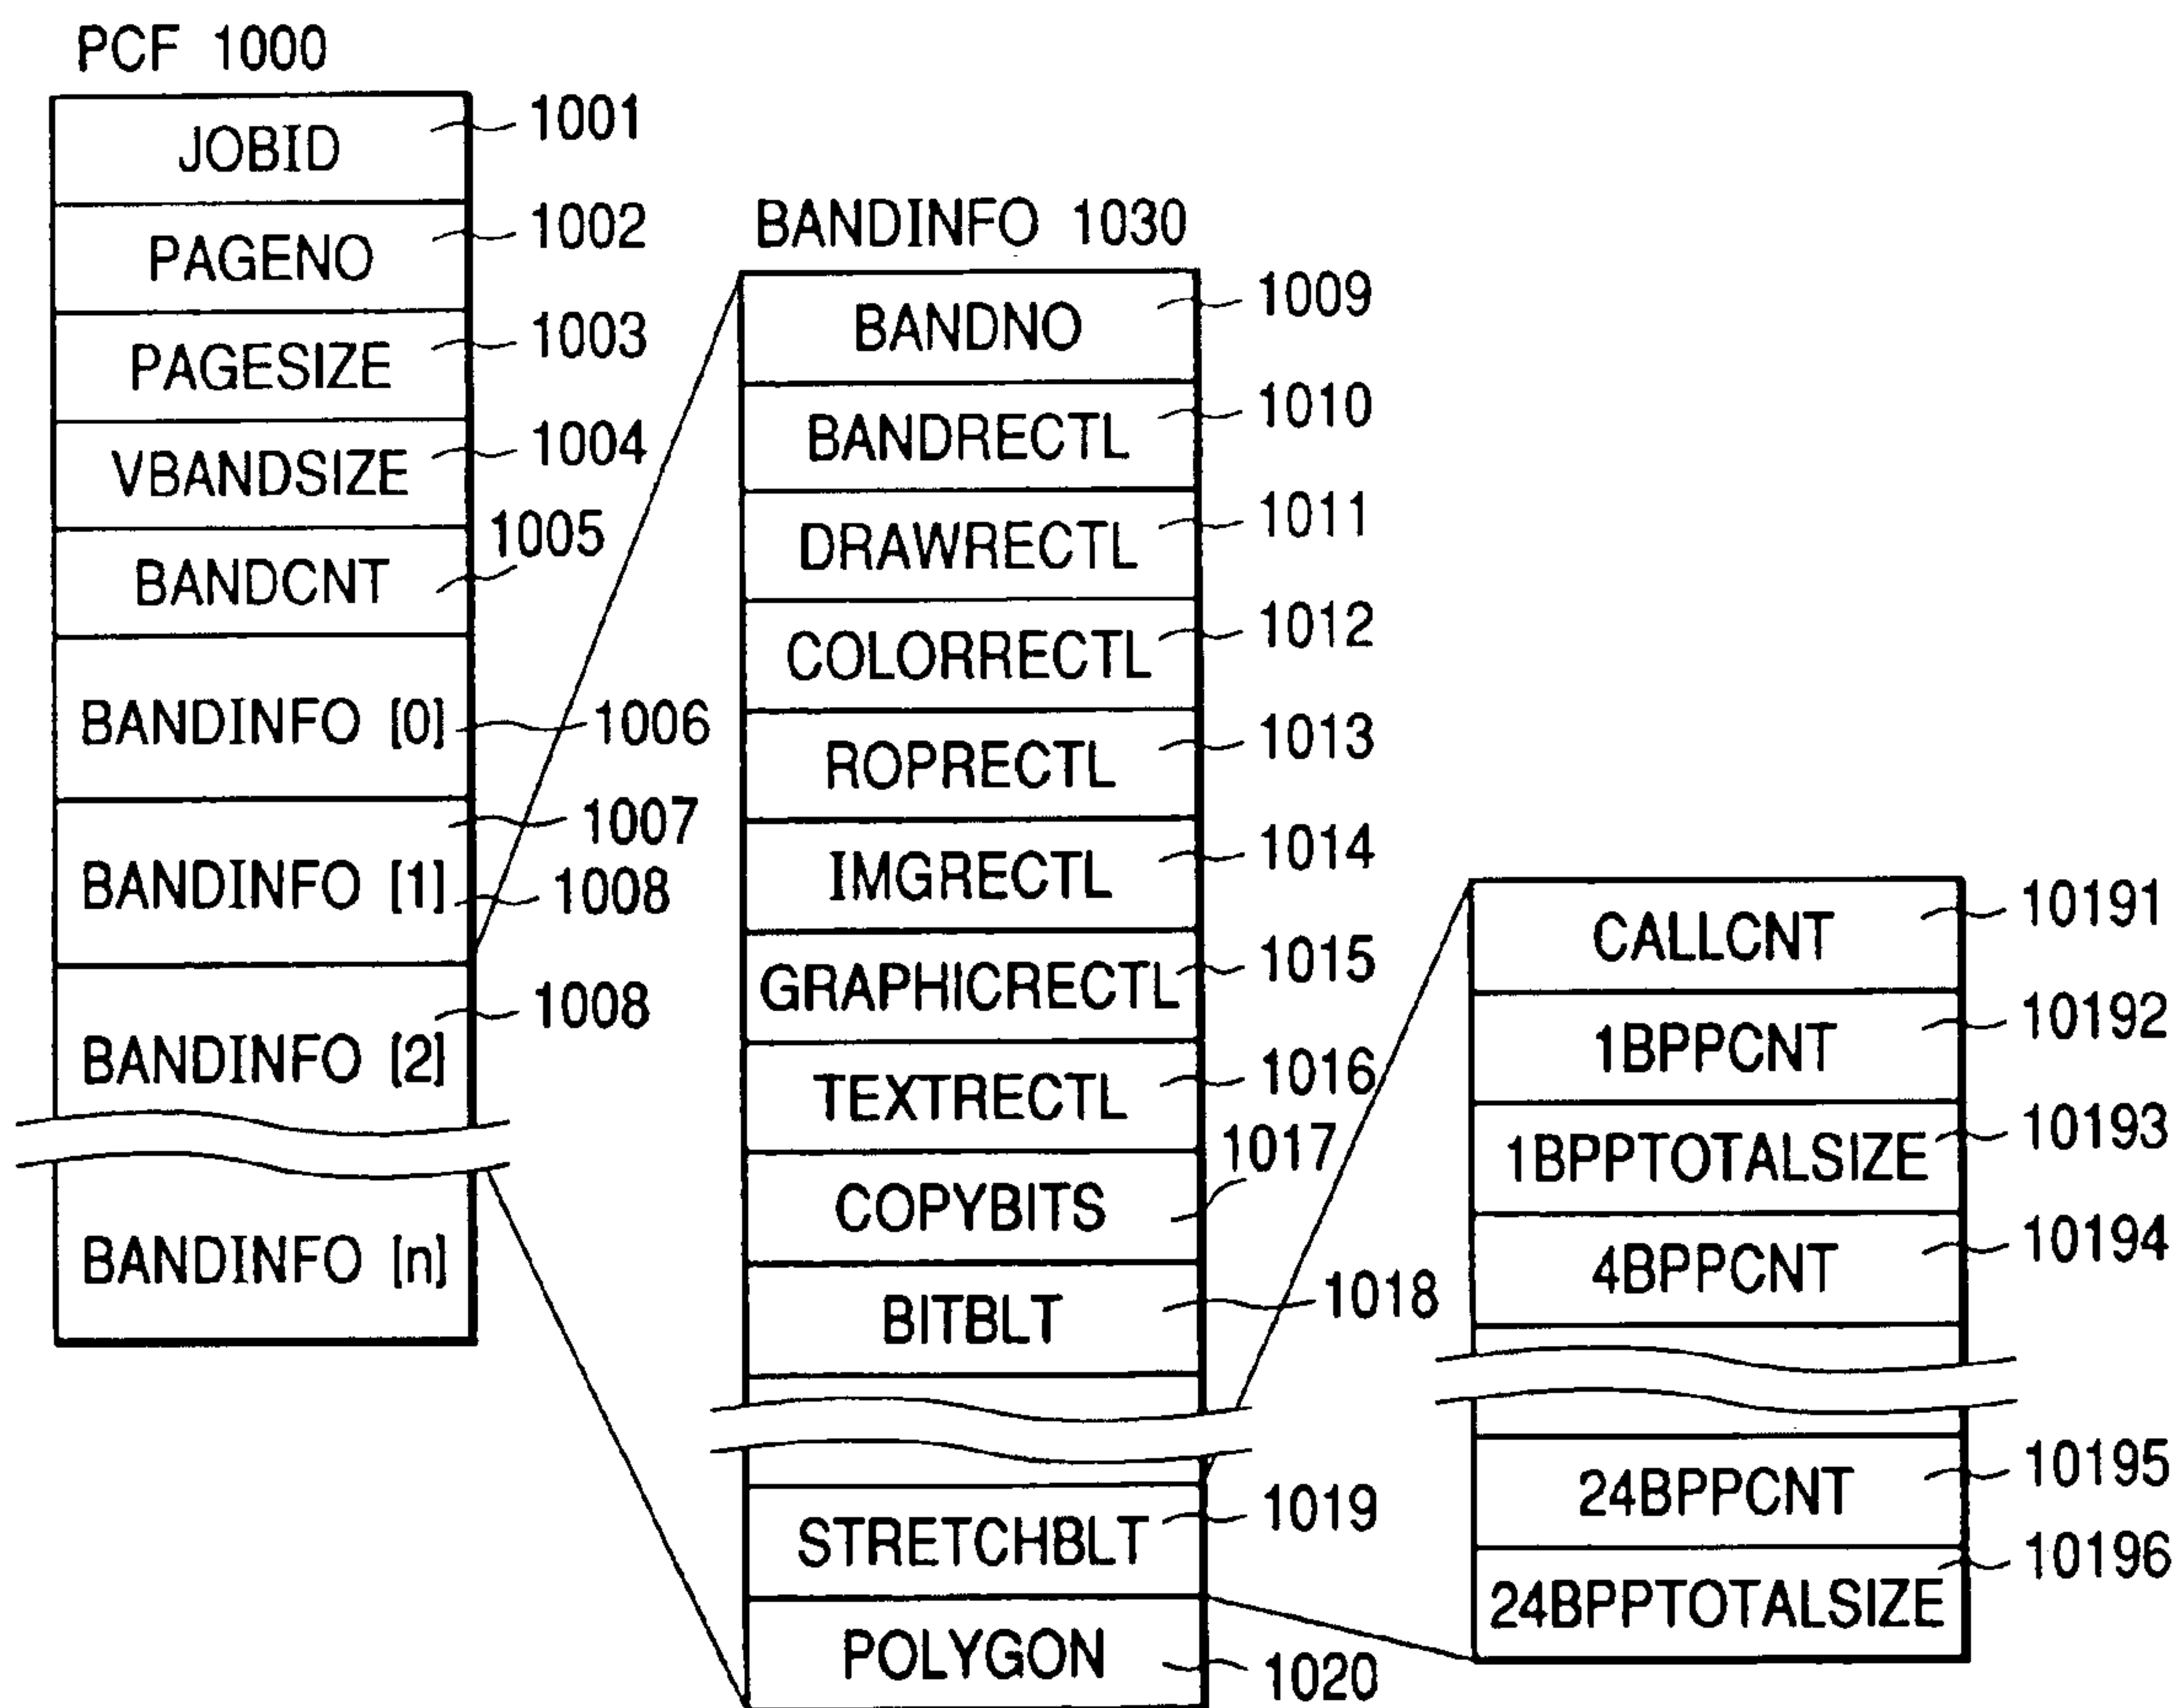 PCF 1000
JOBID 1001
PAGENO 1002
PAGESIZE 1003
VBANDSIZE 1004
BANDCNT 1005
BANDINFO [0] 1006
1007
BANDINFO [1] 1008
BANDINFO [2] 1008
BANDINFO [n]
BANDINFO 1030
BANDNO 1009
BANDRECTL 1010
DRAWRECTL 1011
COLORRECTL 1012
ROPRECTL 1013
IMGRECTL 1014
GRAPHICRECTL 1015
TEXTRECTL 1016
COPYBITS 1017
BITBLT 1018
STRETCHBLT 1019
POLYGON 1020
CALLCNT 10191
1BPPCNT 10192
1BPPTOTALSIZE 10193
4BPPCNT 10194
24BPPCNT 10195
24BPPTOTALSIZE 10196